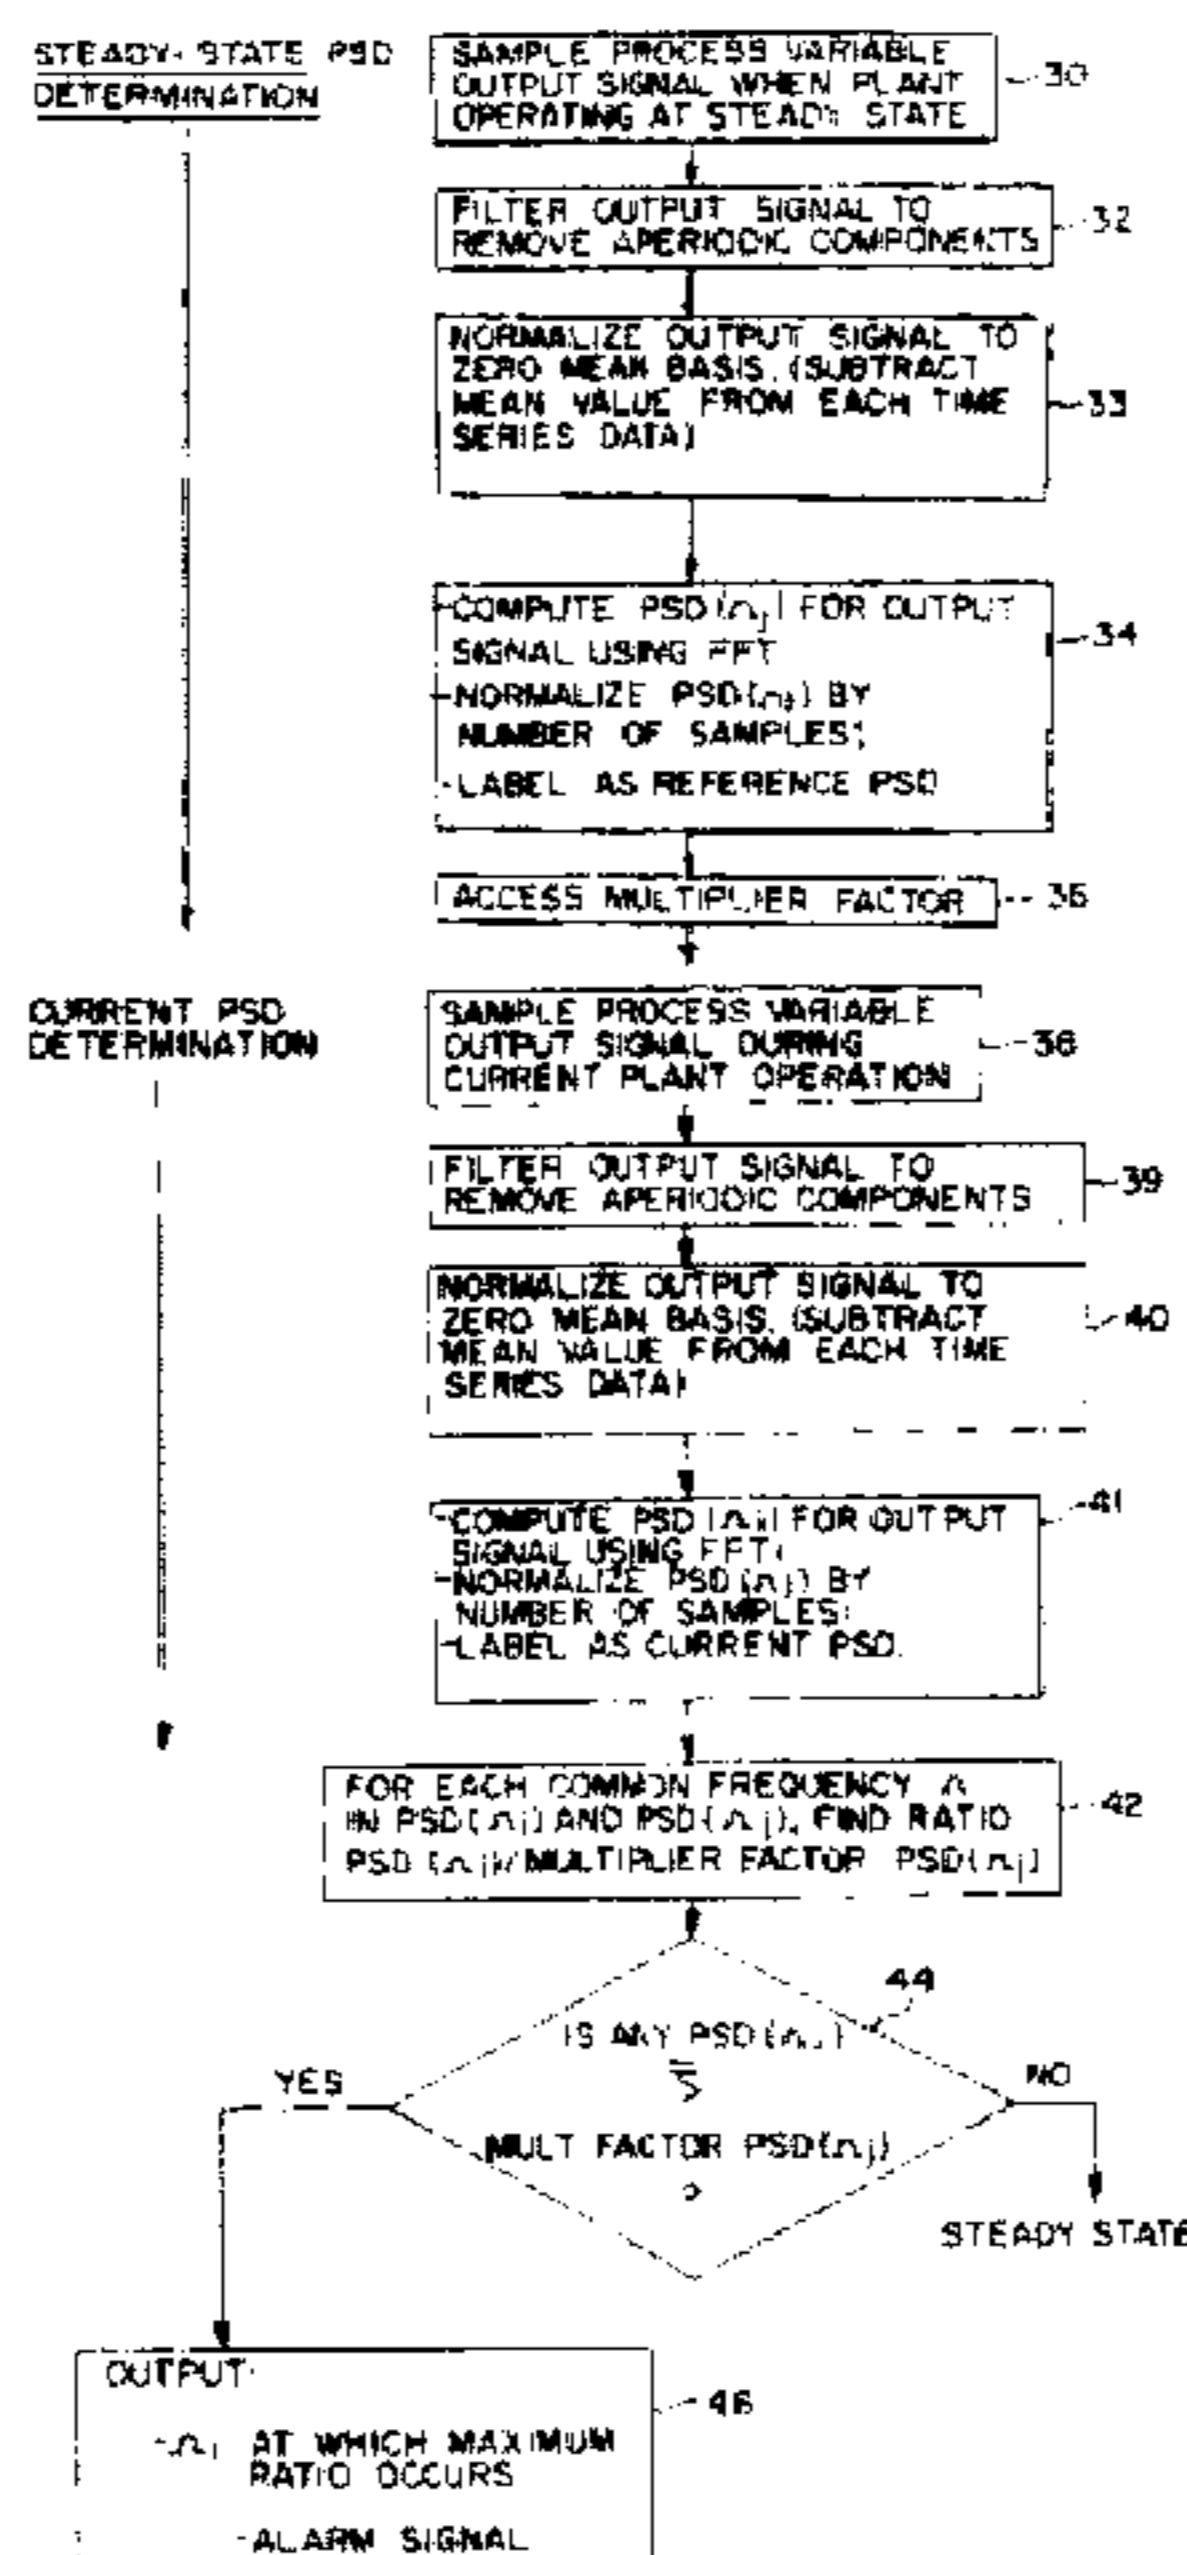 STEADY-STATE PSD
DETERMINATION
SAMPLE PROCESS VARIABLE
OUTPUT SIGNAL WHEN PLANT
OPERATING AT STEADY STATE
30
FILTER OUTPUT SIGNAL TO
REMOVE APERIODIC COMPONENTS
32
NORMALIZE OUTPUT SIGNAL TO
ZERO MEAN BASIS. (SUBTRACT
MEAN VALUE FROM EACH TIME
SERIES DATA)
33
-COMPUTE PSD(Ωj) FOR OUTPUT
SIGNAL USING FFT
-NORMALIZE PSD(Ωj) BY
NUMBER OF SAMPLES;
-LABEL AS REFERENCE PSD
34
ACCESS MULTIPLIER FACTOR
36
CURRENT PSD
DETERMINATION
SAMPLE PROCESS VARIABLE
OUTPUT SIGNAL DURING
CURRENT PLANT OPERATION
38
FILTER OUTPUT SIGNAL TO
REMOVE APERIODIC COMPONENTS
39
NORMALIZE OUTPUT SIGNAL TO
ZERO MEAN BASIS. (SUBTRACT
MEAN VALUE FROM EACH TIME
SERIES DATA)
40
-COMPUTE PSD FOR OUTPUT
SIGNAL USING FFT;
-NORMALIZE PSD BY
NUMBER OF SAMPLES;
-LABEL AS CURRENT PSD.
41
FOR EACH COMMON FREQUENCY Ω
IN PSD(Ωi) AND PSD(Ωj), FIND RATIO
PSD /MULTIPLIER FACTOR PSD(Ωj)
42
44
IS ANY PSD
>
MULT FACTOR PSD(Ωj)
?
YES
NO
STEADY STATE
OUTPUT:
-Ωi AT WHICH MAXIMUM
RATIO OCCURS
-ALARM SIGNAL
46